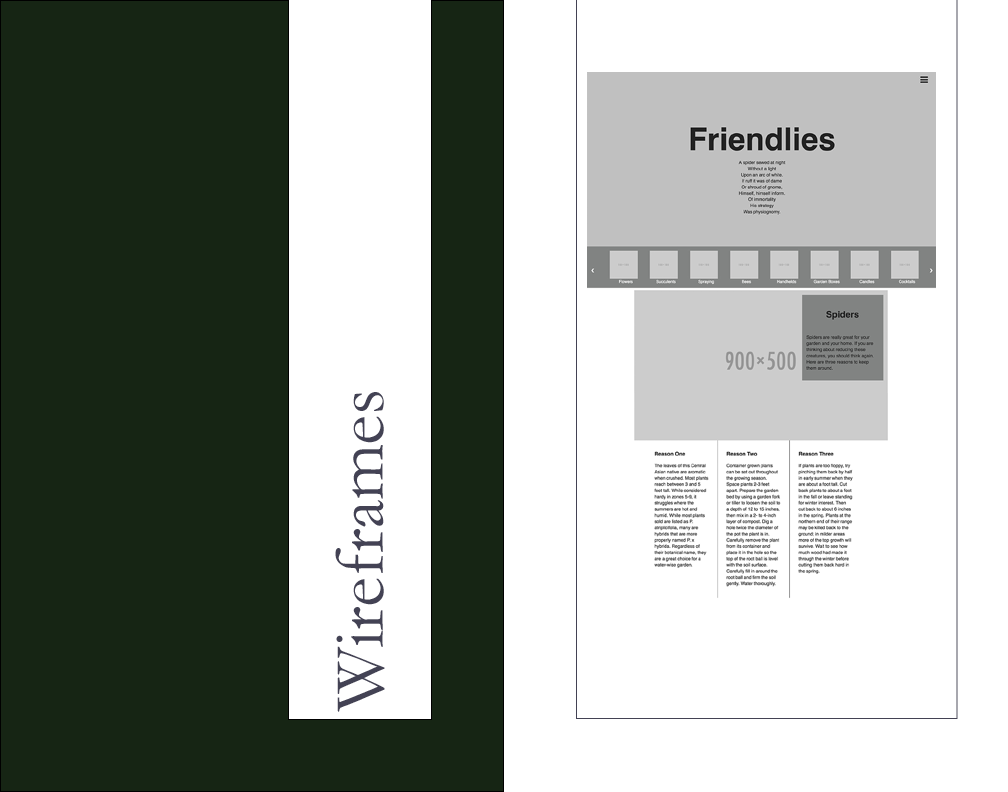 Wireframes
Friendlies
A spider sewed at night
Without a light
Upon an arc of white.
If ruff it was of dame
Or shroud of gnome,
Himself, himself inform.
Of immortality
His strategy
Was physiognomy.
‹ Flowers Succulents Spraying Bees Handhelds Garden Boxes Candles Cocktails ›
900×500
Spiders
Spiders are really great for your
garden and your home. If you are
thinking about reducing these
creatures, you should think again.
Here are three reasons to keep
them around.
Reason One
The leaves of this Central
Asian native are aromatic
when crushed. Most plants
reach between 3 and 5
feet tall. While considered
hardy in zones 5-9, it
struggles where the
summers are hot and
humid. While most plants
sold are listed as P.
atriplicifolia, many are
hybrids that are more
properly named P. x
hybrida. Regardless of
their botanical name, they
are a great choice for a
water-wise garden.
Reason Two
Container grown plants
can be set out throughout
the growing season.
Space plants 2-3 feet
apart. Prepare the garden
bed by using a garden fork
or tiller to loosen the soil to
a depth of 12 to 15 inches,
then mix in a 2- to 4-inch
layer of compost. Dig a
hole twice the diameter of
the pot the plant is in.
Carefully remove the plant
from its container and
place it in the hole so the
top of the root ball is level
with the soil surface.
Carefully fill in around the
root ball and firm the soil
gently. Water thoroughly.
Reason Three
If plants are too floppy, try
pinching them back by half
in early summer when they
are about a foot tall. Cut
back plants to about a foot
in the fall or leave standing
for winter interest. Then
cut back to about 6 inches
in the spring. Plants at the
northern end of their range
may be killed back to the
ground; in milder areas
more of the top growth will
survive. Wait to see how
much wood had made it
through the winter before
cutting them back hard in
the spring.